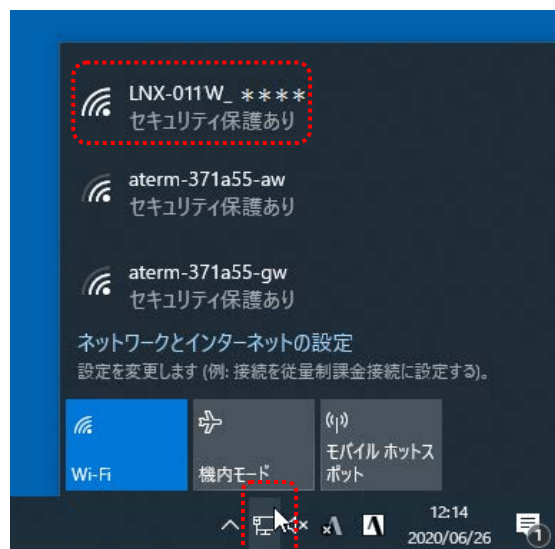 LNX-011W_ ****
セキュリティ保護あり
aterm-371a55-aw
セキュリティ保護あり
aterm-371a55-gw
セキュリティ保護あり
ネットワークとインターネットの設定
設定を変更します (例: 接続を従量制課金接続に設定する)。
Wi-Fi
機内モード
モバイル ホットス
ポット
12:14
2020/06/26
1